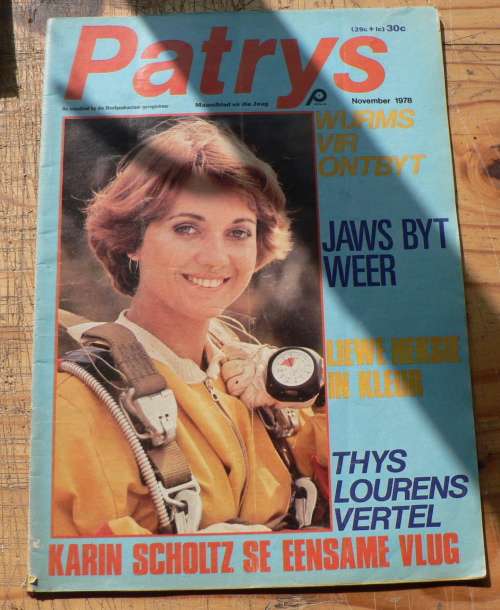 (29c + 1c) 30c
Patrys
Maandblad vir die Jeug
November 1978
WURMS
VIR
ONTBYT
JAWS BYT
WEER
LIEWE HEKSIE
IN KLEUR
THYS
LOURENS
VERTEL
KARIN SCHOLTZ SE EENSAME VLUG